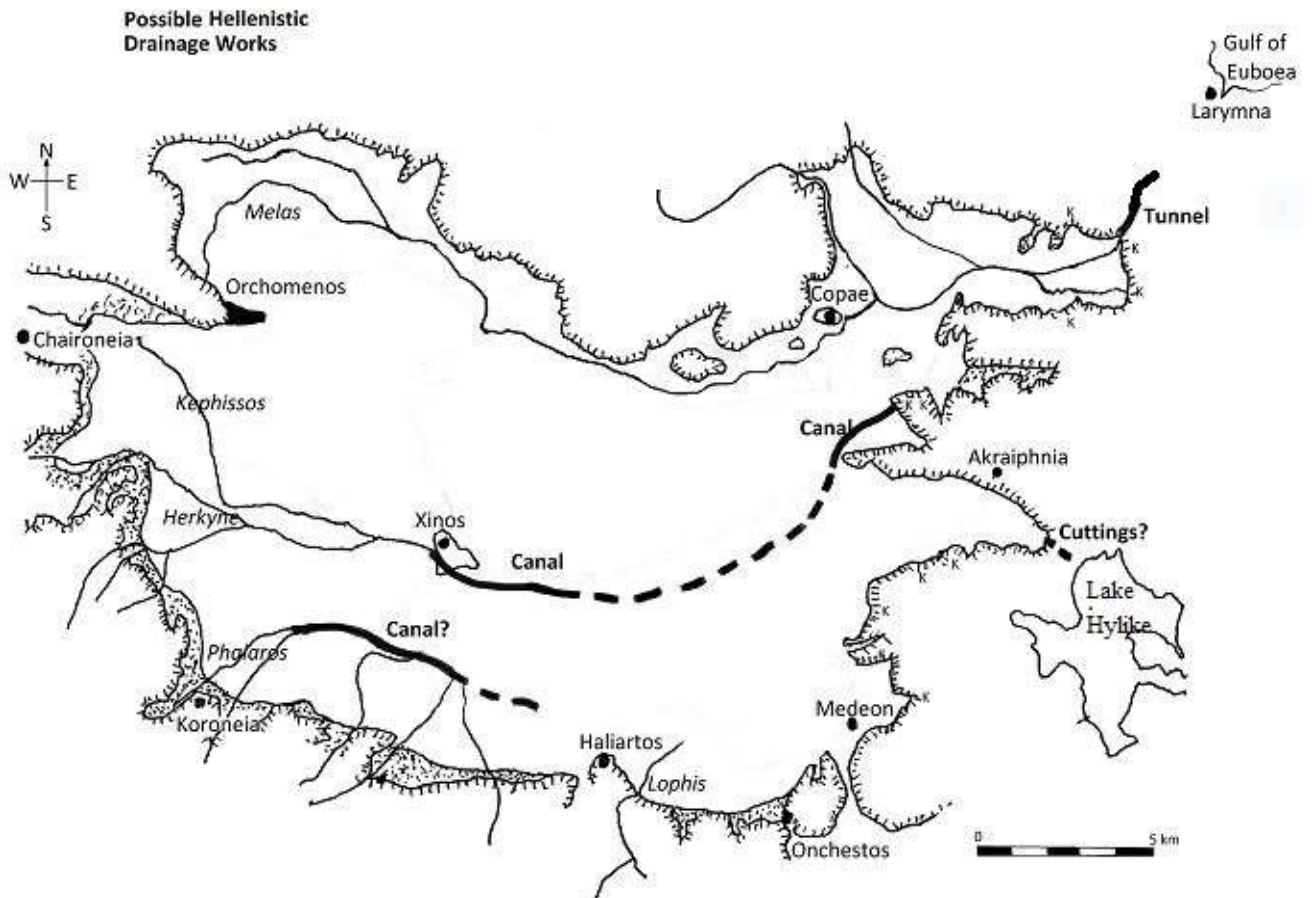 Possible Hellenistic
Drainage Works
Gulf of
Euboea
Larymna
N
W E
S
Melas
K
Tunnel
K
Orchomenos
Copae
K
K
Chaironeia
Kephissos
K
K
Canal
Akraiphnia
Herkyne
Xinos
Cuttings?
Canal
K
K
K
Lake
Hylike
K
Canal?
Phalaros
K
Koroneia
K
Medeon
Haliartos
Lophis
0
5 km
Onchestos